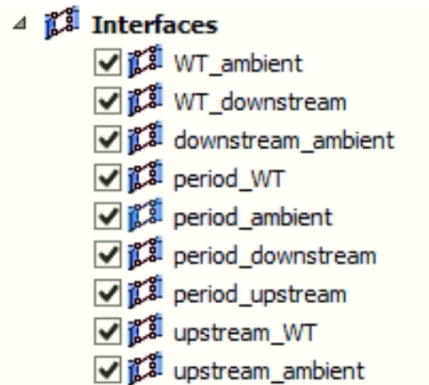 Interfaces
WT_ambient
WT_downstream
downstream_ambient
period_WT
period_ambient
period_downstream
period_upstream
upstream_WT
upstream_ambient